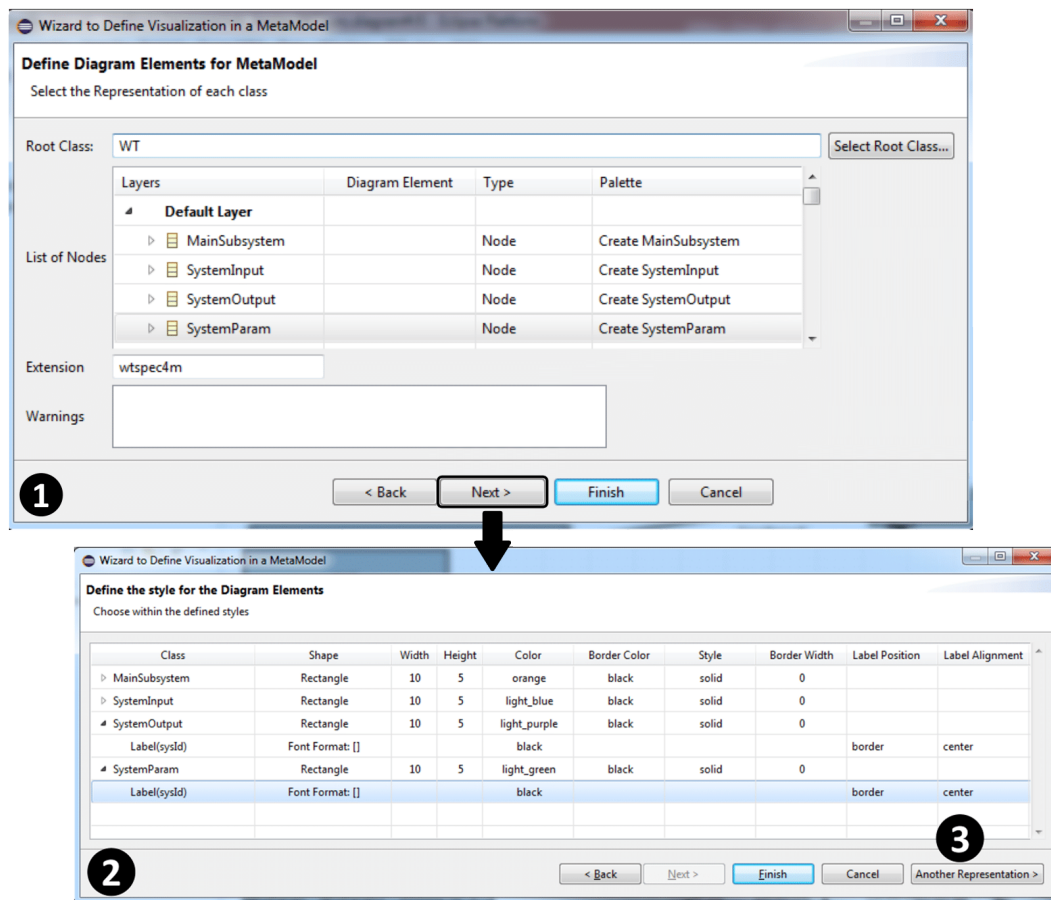 Wizard to Define Visualization in a MetaModel
Define Diagram Elements for MetaModel
Select the Representation of each class
Root Class: WT Select Root Class...
Layers Diagram Element Type Palette
Default Layer
MainSubsystem Node Create MainSubsystem
List of Nodes
SystemInput Node Create SystemInput
SystemOutput Node Create SystemOutput
SystemParam Node Create SystemParam
Extension wtspec4m
Warnings
1 < Back Next > Finish Cancel
Wizard to Define Visualization in a MetaModel
Define the style for the Diagram Elements
Choose within the defined styles
Class Shape Width Height Color Border Color Style Border Width Label Position Label Alignment
MainSubsystem Rectangle 10 5 orange black solid 0
SystemInput Rectangle 10 5 light_blue black solid 0
SystemOutput Rectangle 10 5 light_purple black solid 0
Label(sysId) Font Format: [] black border center
SystemParam Rectangle 10 5 light_green black solid 0
Label(sysId) Font Format: [] black border center
3
2 < Back Next > Finish Cancel Another Representation >